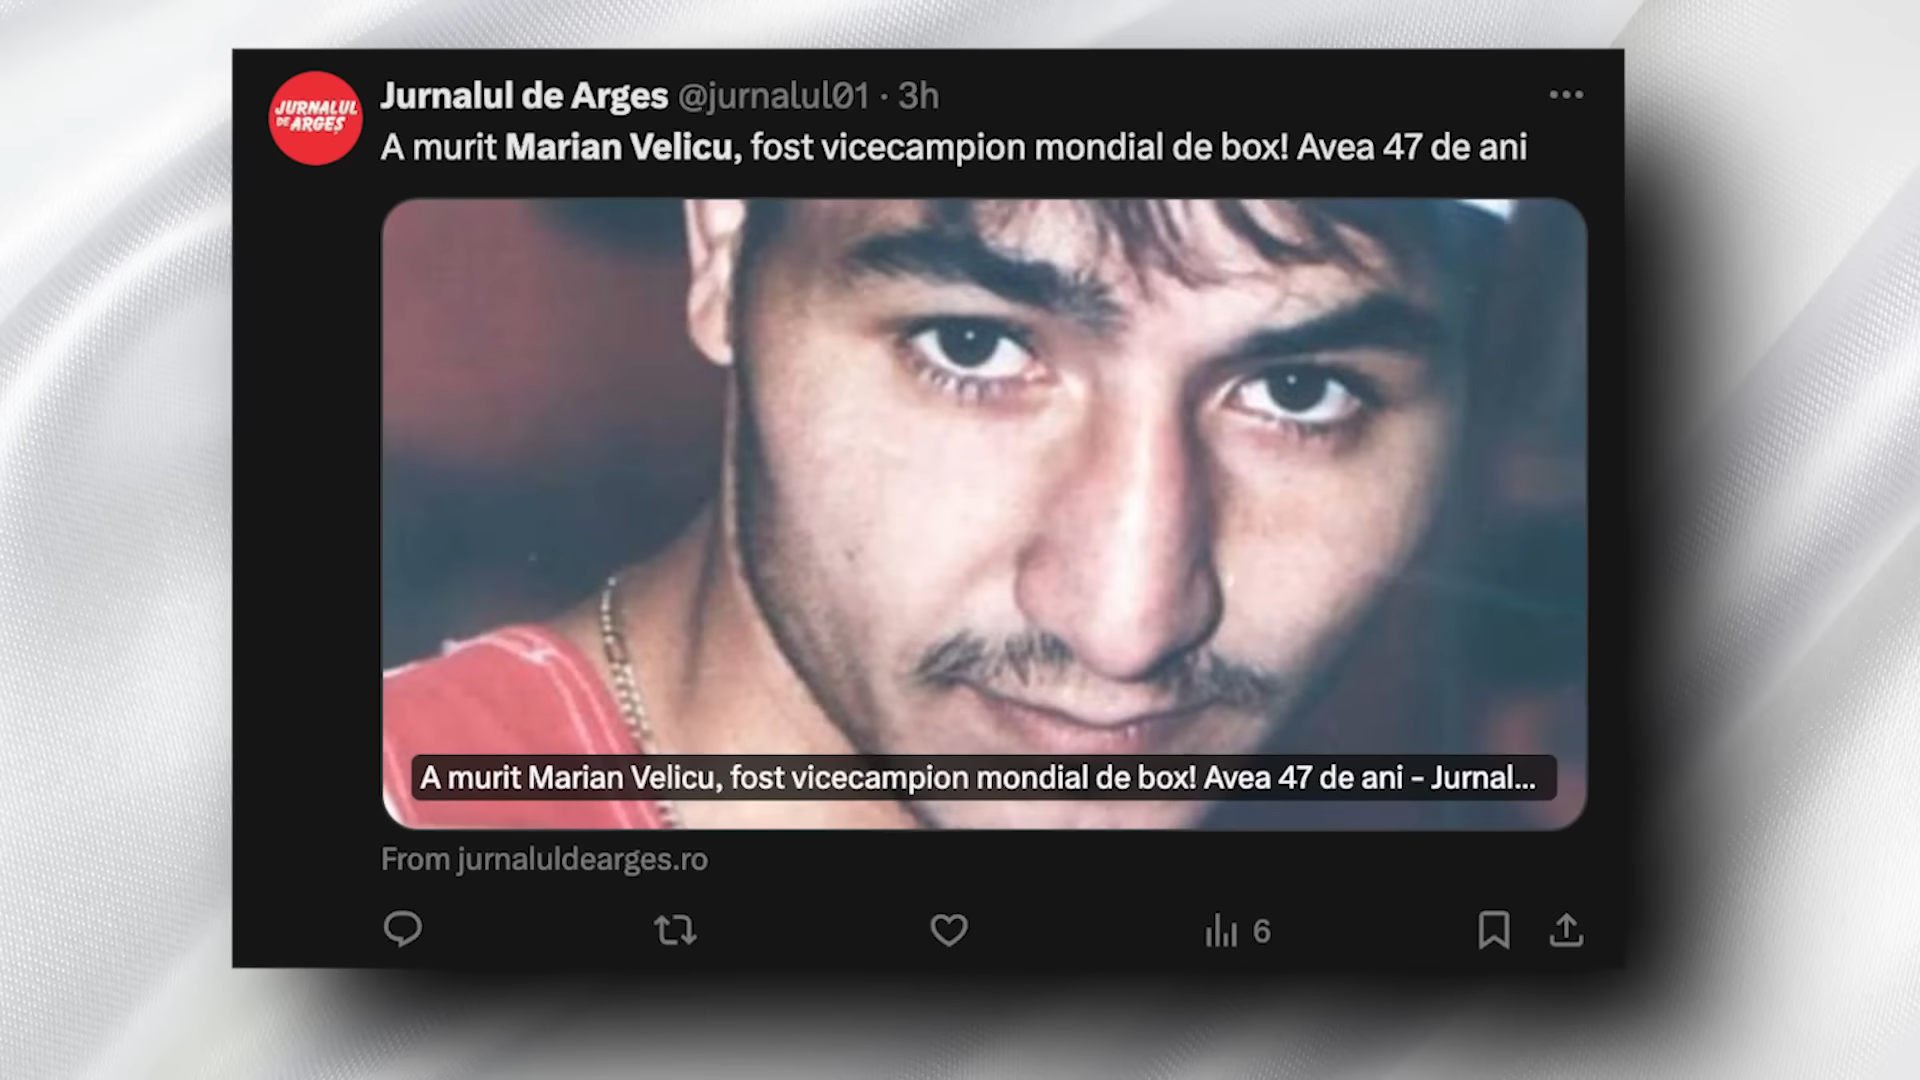 JURNALUL
DE ARGEȘ
Jurnalul de Arges @jurnalul01 · 3h
A murit Marian Velicu, fost vicecampion mondial de box! Avea 47 de ani
A murit Marian Velicu, fost vicecampion mondial de box! Avea 47 de ani - Jurnal...
From jurnaluldearges.ro
6